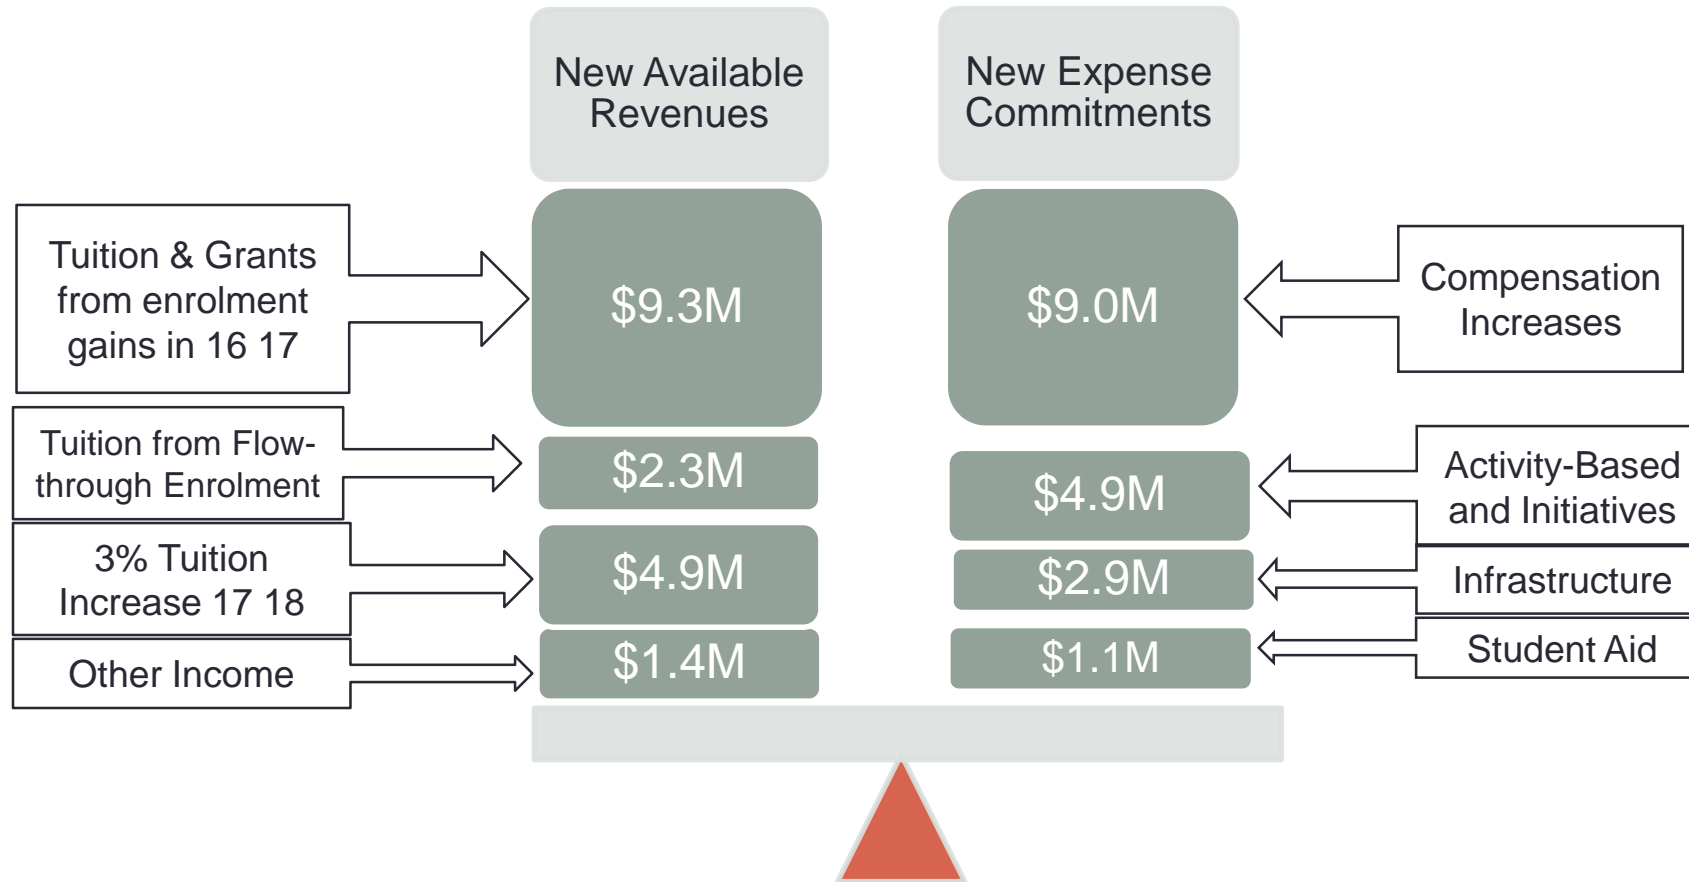 New Available
Revenues
New Expense
Commitments
Tuition & Grants
from enrolment
gains in 16 17
$9.3M
$9.0M
Compensation
Increases
Tuition from Flow-
through Enrolment
$2.3M
$4.9M
Activity-Based
and Initiatives
3% Tuition
Increase 17 18
$4.9M
$2.9M
Infrastructure
Other Income
$1.4M
$1.1M
Student Aid